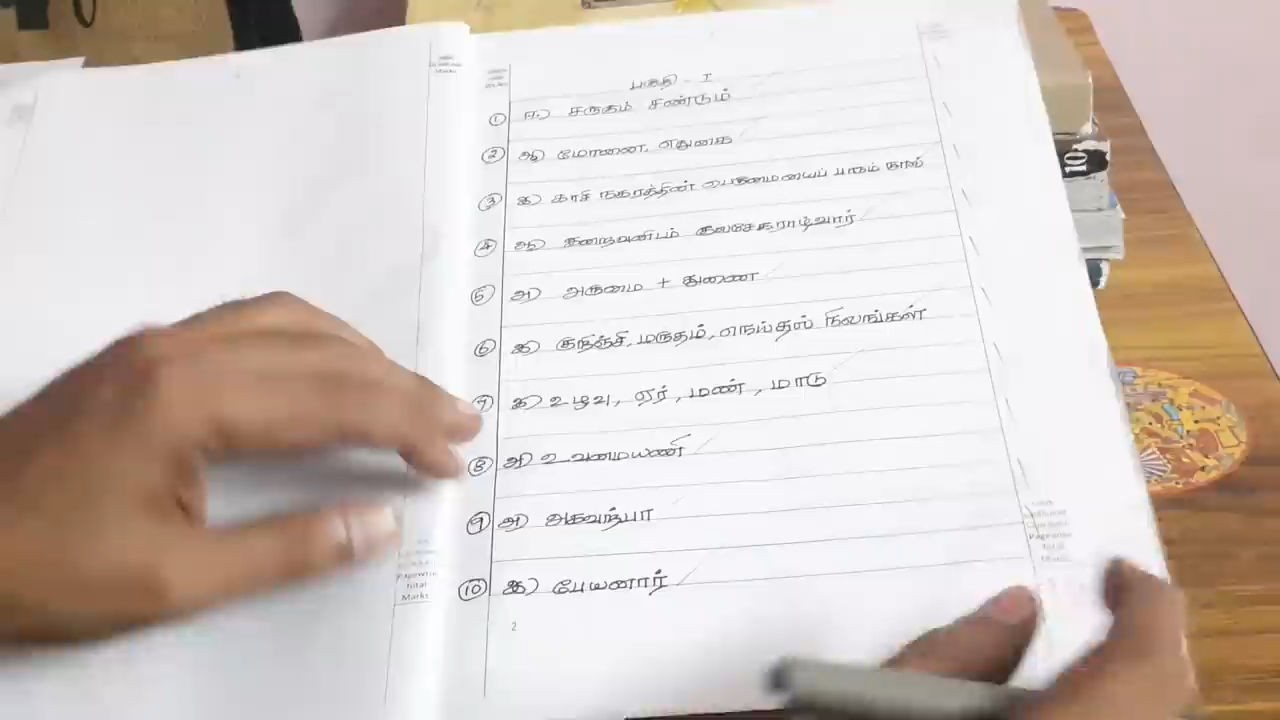 பகுதி - I
① ஈ) சருகும் சண்டும்
② ஆ) மோனை, எதுகை
③ இ) காசி நகரத்தின் பெருமையைப் பாடும் நூல்
④ ஆ) இறைவனிடம் குலசேகராழ்வார்
⑤ அ) அருமை + துணை
⑥ இ) குறிஞ்சி, மருதம், நெய்தல் நிலங்கள்
⑦ இ) உழவு, ஏர், மண், மாடு
⑧ அ) உவமையணி
⑨ அ) அகவற்பா
⑩ இ) பேயனார்
2
10